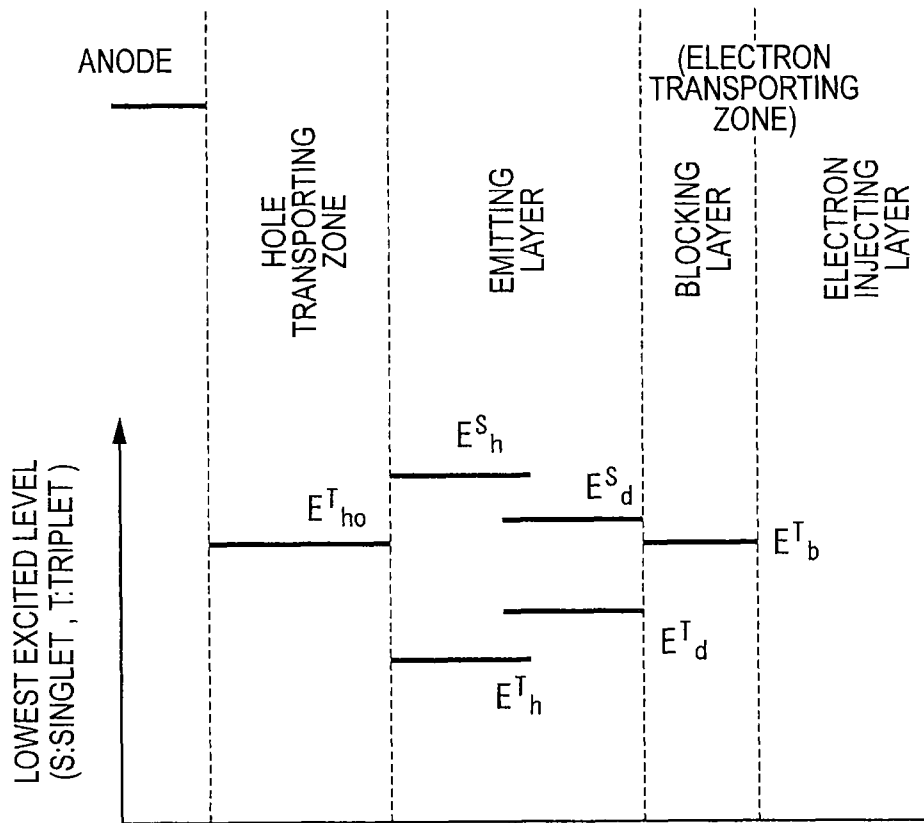 ANODE
(ELECTRON
TRANSPORTING
ZONE)
HOLE
TRANSPORTING
ZONE
EMITTING
LAYER
BLOCKING
LAYER
ELECTRON
INJECTING
LAYER
LOWEST EXCITED LEVEL
(S:SINGLET , T:TRIPLET )
E^S_h
E^S_d
E^T_ho
E^T_b
E^T_d
E^T_h